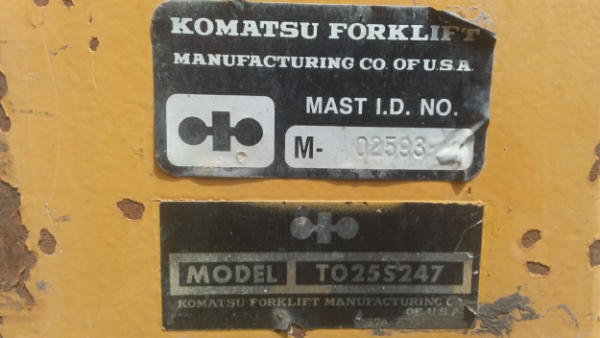 KOMATSU FORKLIFT
MANUFACTURING CO. OF U.S.A.
MAST I.D. NO.
M- 02593-
MODEL TO25S247
KOMATSU FORKLIFT MANUFACTURING C
OF U.S.A